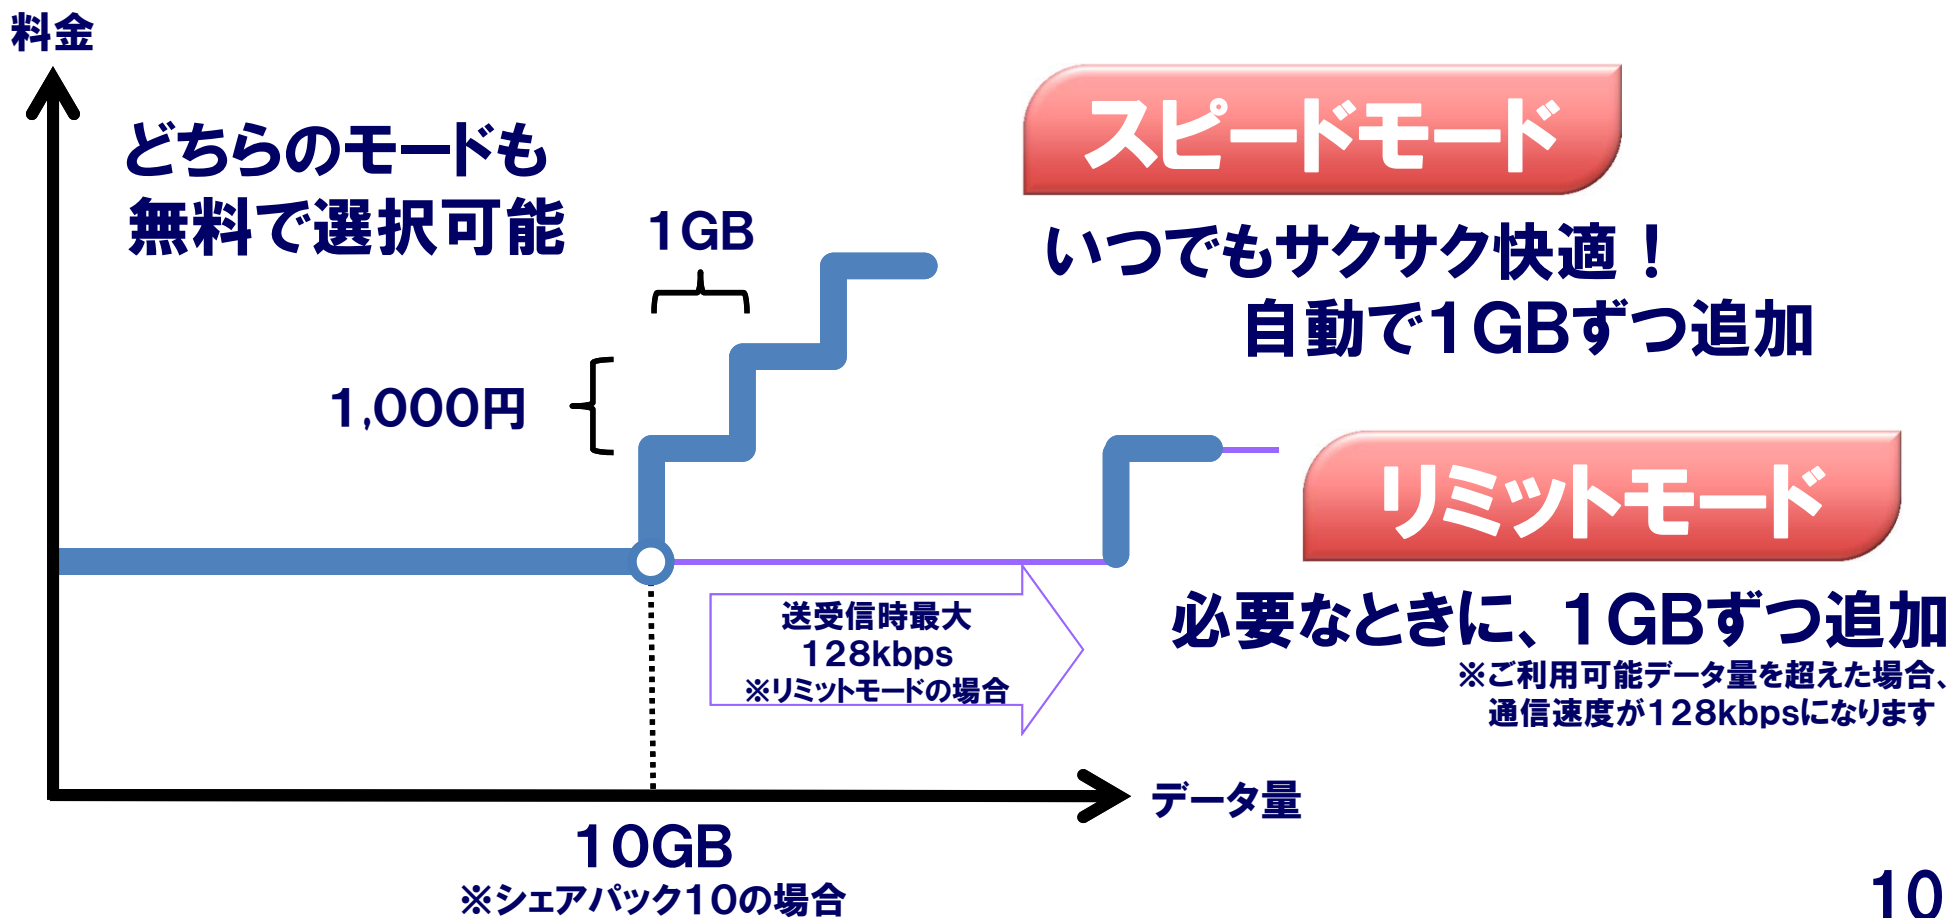 料金
どちらのモードも
無料で選択可能
1GB
1,000円
スピードモード
いつでもサクサク快適！
自動で1GBずつ追加
リミットモード
必要なときに、1GBずつ追加
※ご利用可能データ量を超えた場合、
通信速度が128kbpsになります
送受信時最大
128kbps
※リミットモードの場合
データ量
10GB
※シェアパック10の場合
10